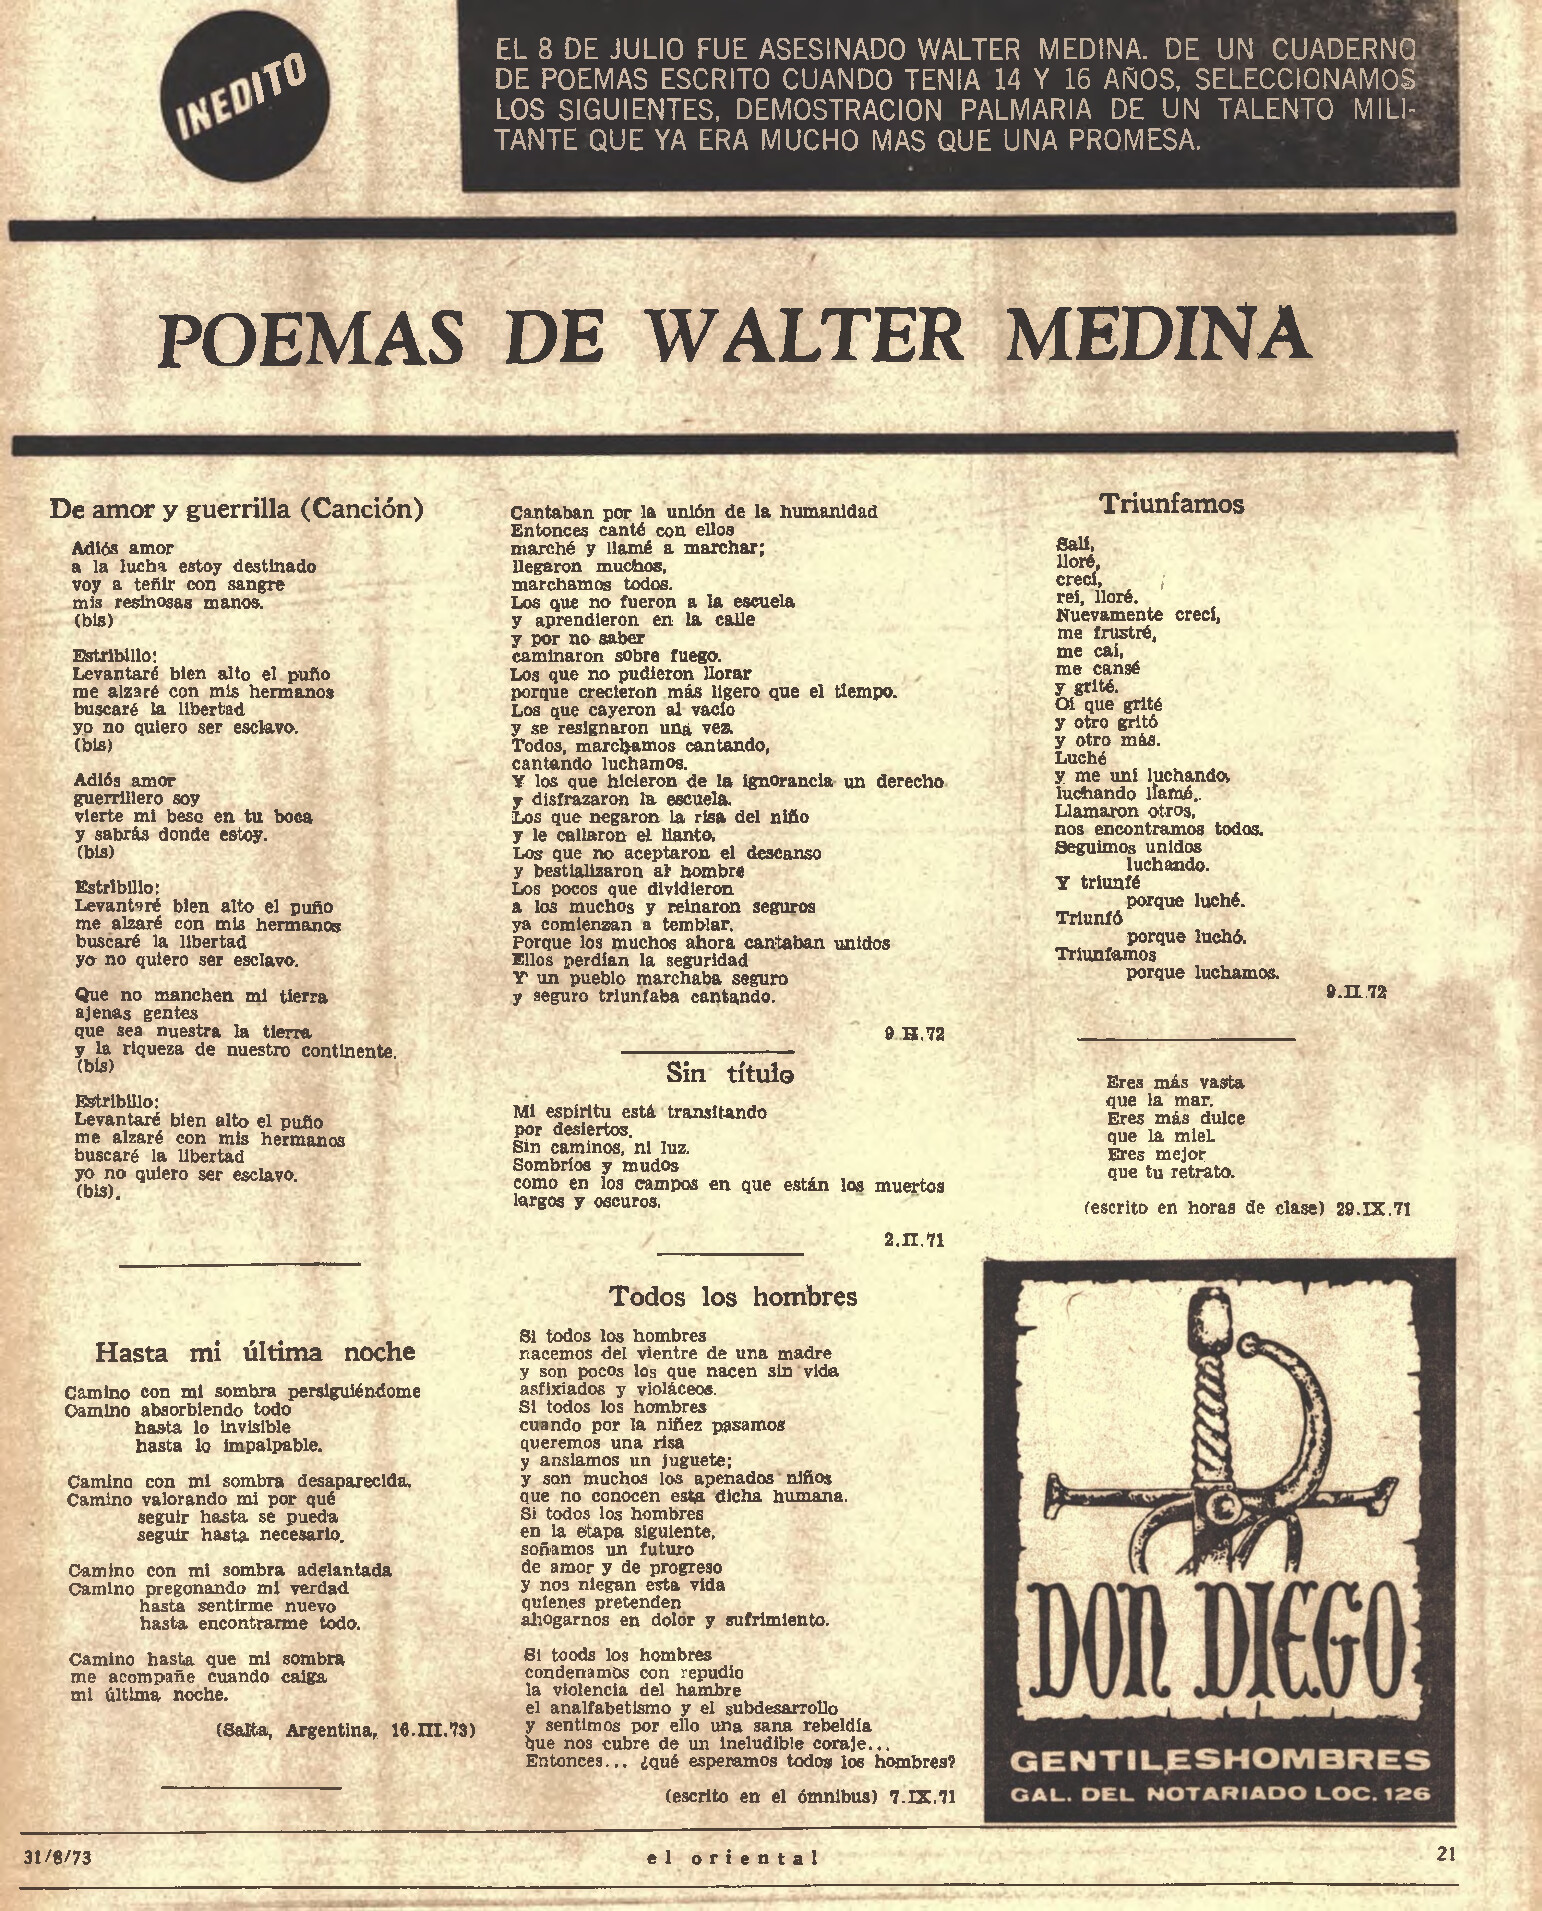 INEDITO
EL 8 DE JULIO FUE ASESINADO WALTER MEDINA. DE UN CUADERNO
DE POEMAS ESCRITO CUANDO TENIA 14 Y 16 AÑOS, SELECCIONAMOS
LOS SIGUIENTES, DEMOSTRACION PALMARIA DE UN TALENTO MILI-
TANTE QUE YA ERA MUCHO MAS QUE UNA PROMESA.
POEMAS DE WALTER MEDINA
De amor y guerrilla (Canción)
Adiós amor
a la lucha estoy destinado
voy a teñir con sangre
mis resinosas manos.
(bis)
Estribillo:
Levantaré bien alto el puño
me alzaré con mis hermanos
buscaré la libertad
yo no quiero ser esclavo.
(bis)
Adiós amor
guerrillero soy
vierte mi beso en tu boca
y sabrás donde estoy.
(bis)
Estribillo:
Levantaré bien alto el puño
me alzaré con mis hermanos
buscaré la libertad
yo no quiero ser esclavo.
Que no manchen mi tierra
ajenas gentes
que sea nuestra la tierra
y la riqueza de nuestro continente.
(bis)
Estribillo:
Levantaré bien alto el puño
me alzaré con mis hermanos
buscaré la libertad
yo no quiero ser esclavo.
(bis).
Hasta mi última noche
Camino con mi sombra persiguiéndome
Camino absorbiendo todo
hasta lo invisible
hasta lo impalpable.
Camino con mi sombra desaparecida.
Camino valorando mi por qué
seguir hasta se pueda
seguir hasta necesario.
Camino con mi sombra adelantada
Camino pregonando mi verdad
hasta sentirme nuevo
hasta encontrarme todo.
Camino hasta que mi sombra
me acompañe cuando caiga
mi última noche.
(Salta, Argentina, 16.III.73)
Cantaban por la unión de la humanidad
Entonces canté con ellos
marché y llamé a marchar;
llegaron muchos,
marchamos todos.
Los que no fueron a la escuela
y aprendieron en la calle
y por no saber
caminaron sobre fuego.
Los que no pudieron llorar
porque crecieron más ligero que el tiempo.
Los que cayeron al vacío
y se resignaron una vez.
Todos, marchamos cantando,
cantando luchamos.
Y los que hicieron de la ignorancia un derecho
y disfrazaron la escuela.
Los que negaron la risa del niño
y le callaron el llanto.
Los que no aceptaron el descanso
y bestializaron al hombre
Los pocos que dividieron
a los muchos y reinaron seguros
ya comienzan a temblar.
Porque los muchos ahora cantaban unidos
Ellos perdían la seguridad
Y un pueblo marchaba seguro
y seguro triunfaba cantando.
9.II.72
Sin título
Mi espíritu está transitando
por desiertos.
Sin caminos, ni luz.
Sombríos y mudos
como en los campos en que están los muertos
largos y oscuros.
2.II.71
Todos los hombres
Si todos los hombres
nacemos del vientre de una madre
y son pocos los que nacen sin vida
asfixiados y violáceos.
Si todos los hombres
cuando por la niñez pasamos
queremos una risa
y ansiamos un juguete;
y son muchos los apenados niños
que no conocen esta dicha humana.
Si todos los hombres
en la etapa siguiente,
soñamos un futuro
de amor y de progreso
y nos niegan esta vida
quienes pretenden
ahogarnos en dolor y sufrimiento.
Si toods los hombres
condenamos con repudio
la violencia del hambre
el analfabetismo y el subdesarrollo
y sentimos por ello una sana rebeldía
que nos cubre de un ineludible coraje...
Entonces... ¿qué esperamos todos los hombres?
(escrito en el ómnibus) 7.IX.71
Triunfamos
Salí,
lloré,
crecí,
reí, lloré.
Nuevamente crecí,
me frustré,
me caí,
me cansé
y grité.
Oí que grité
y otro gritó
y otro más.
Luché
y me uní luchando,
luchando llamé.
Llamaron otros,
nos encontramos todos.
Seguimos unidos
luchando.
Y triunfé
porque luché.
Triunfó
porque luchó.
Triunfamos
porque luchamos.
9.II.72
Eres más vasta
que la mar.
Eres más dulce
que la miel.
Eres mejor
que tu retrato.
(escrito en horas de clase) 29.IX.71
DON DIEGO
GENTILESHOMBRES
GAL. DEL NOTARIADO LOC. 126
31/8/73
el oriental
21